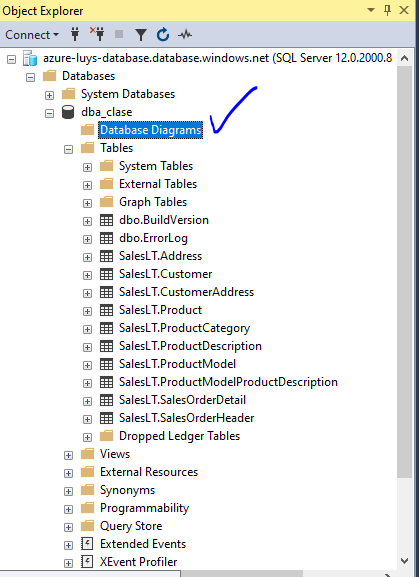 Object Explorer
Connect
azure-luys-database.database.windows.net (SQL Server 12.0.2000.8
Databases
System Databases
dba_clase
Database Diagrams
Tables
System Tables
External Tables
Graph Tables
dbo.BuildVersion
dbo.ErrorLog
SalesLT.Address
SalesLT.Customer
SalesLT.CustomerAddress
SalesLT.Product
SalesLT.ProductCategory
SalesLT.ProductDescription
SalesLT.ProductModel
SalesLT.ProductModelProductDescription
SalesLT.SalesOrderDetail
SalesLT.SalesOrderHeader
Dropped Ledger Tables
Views
External Resources
Synonyms
Programmability
Query Store
Extended Events
XEvent Profiler